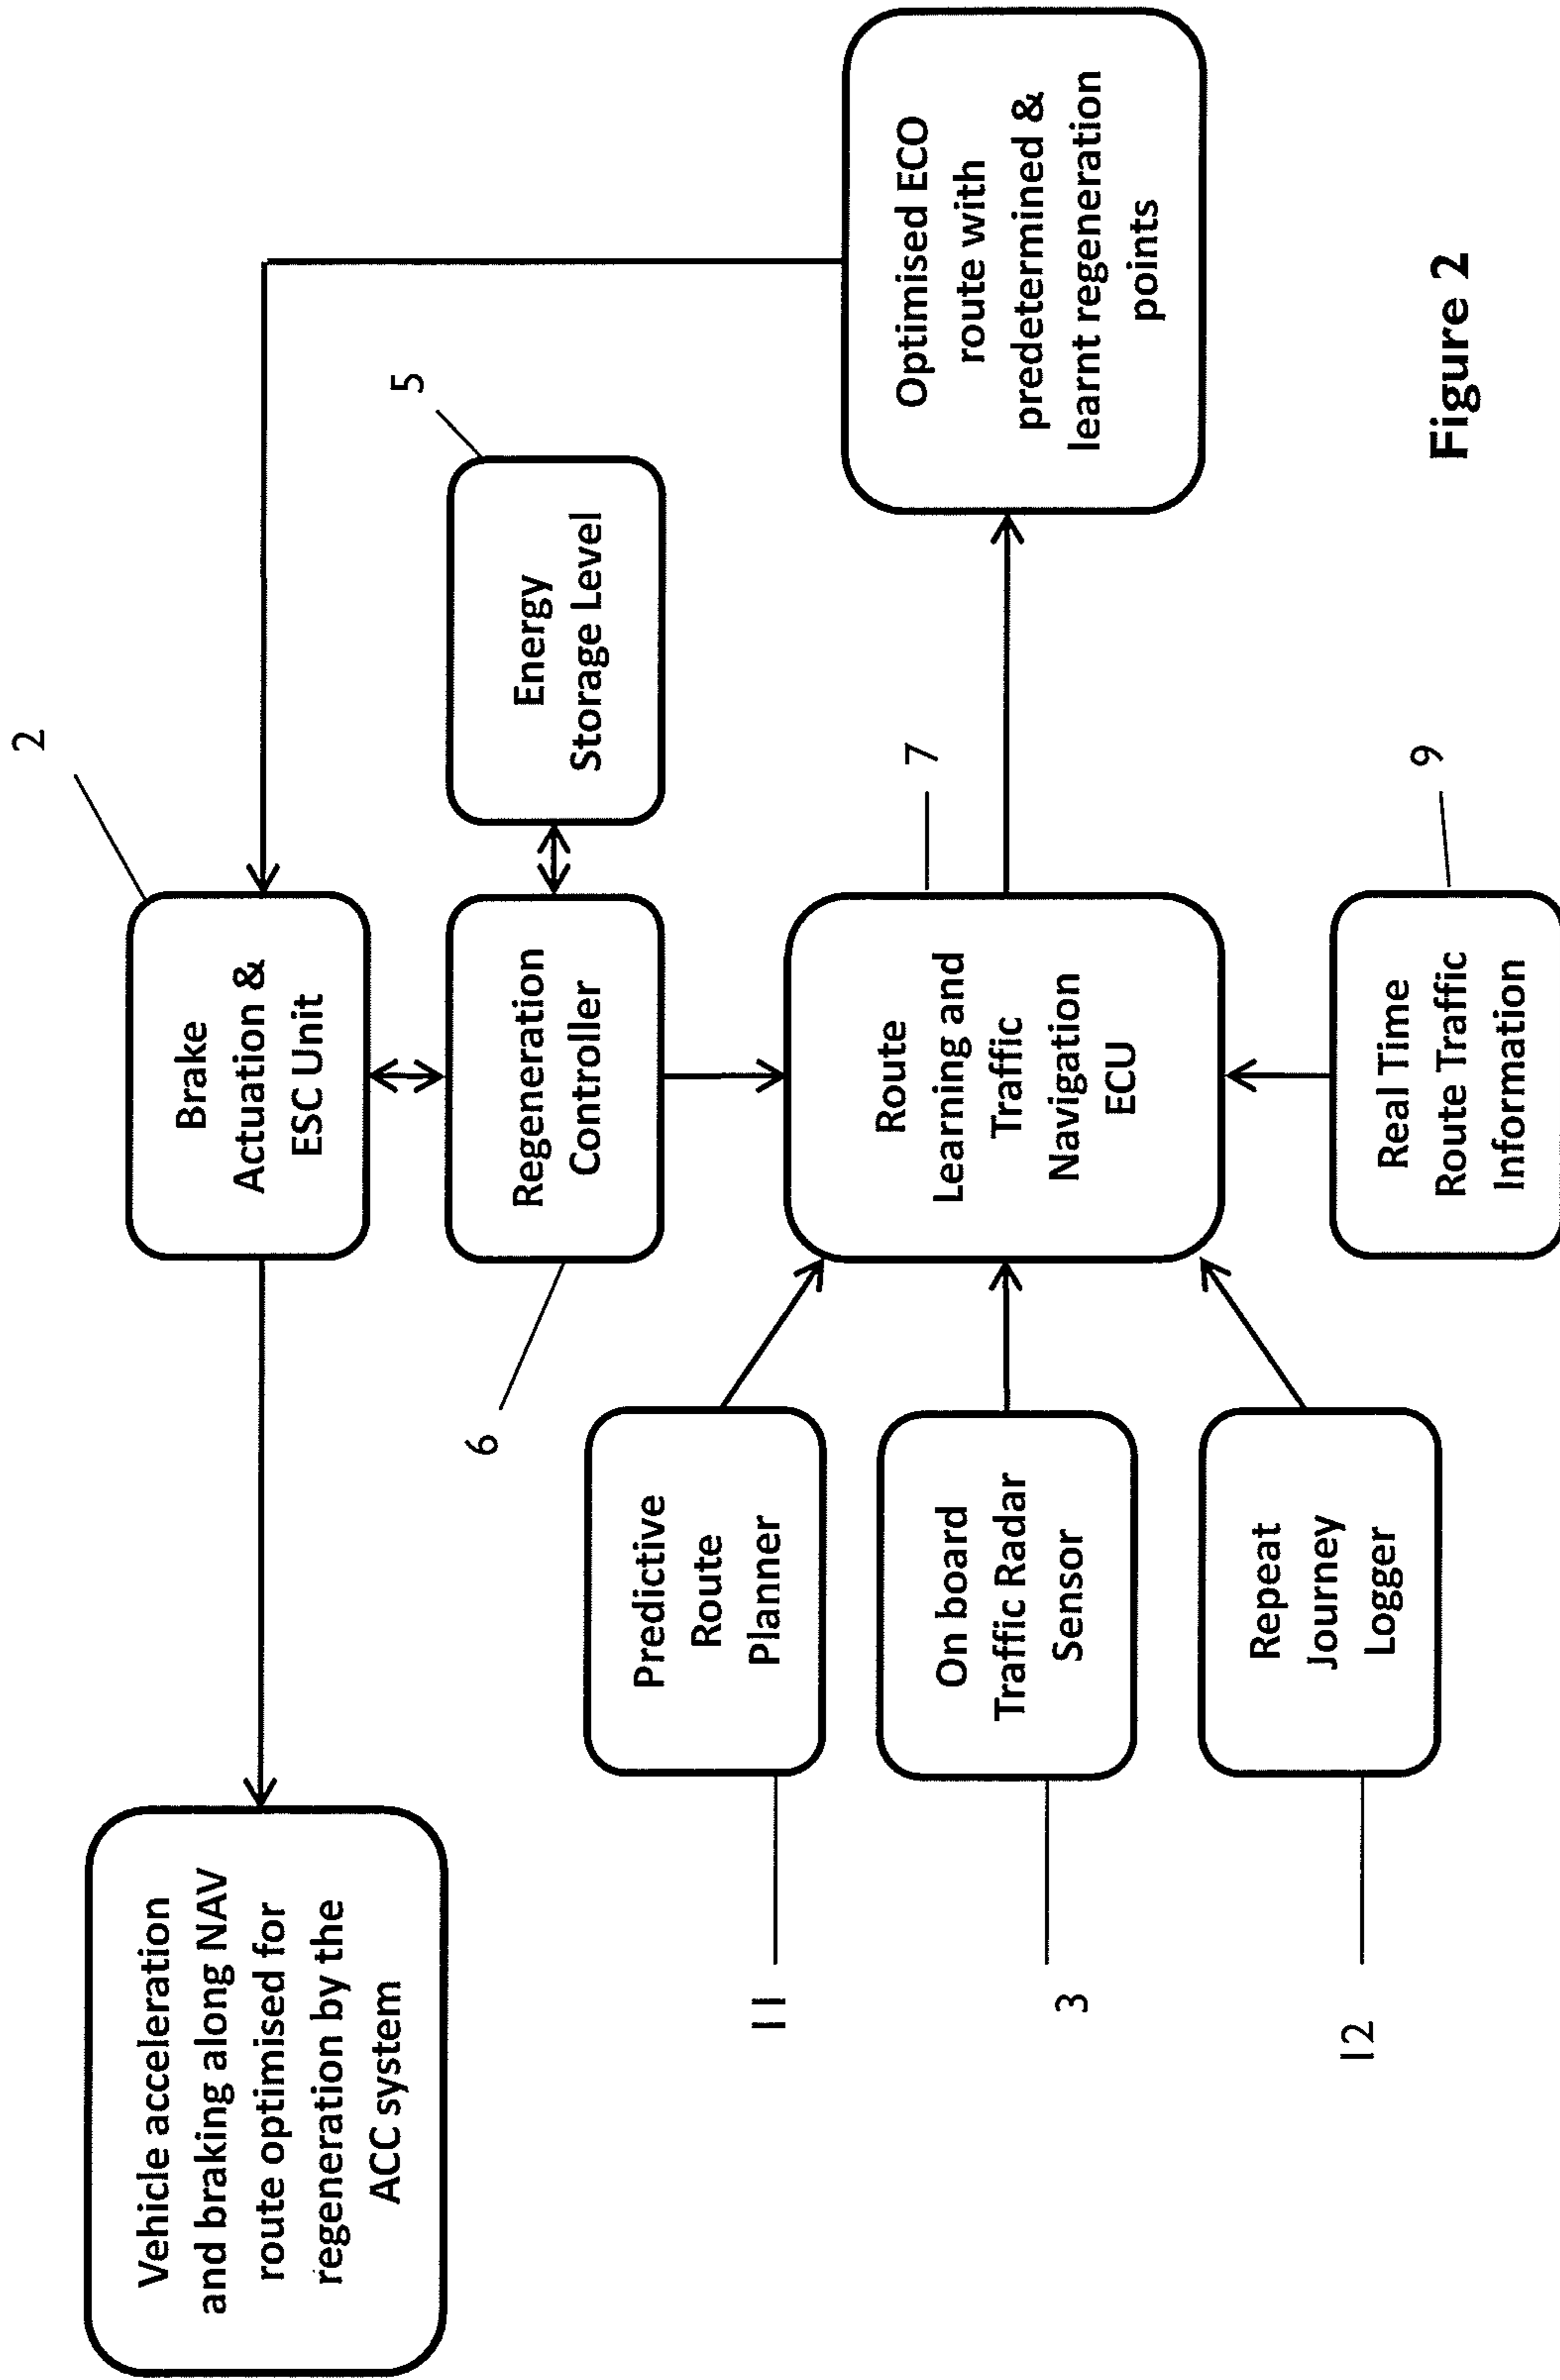 Vehicle acceleration
and braking along NAV
route optimised for
regeneration by the
ACC system
2
Brake
Actuation &
ESC Unit
5
Energy
Storage Level
6
Regeneration
Controller
11
Predictive
Route
Planner
7
Route
Learning and
Traffic
Navigation
ECU
Optimised ECO
route with
predetermined &
learnt regeneration
points
3
On board
Traffic Radar
Sensor
12
Repeat
Journey
Logger
9
Real Time
Route Traffic
Information
Figure 2